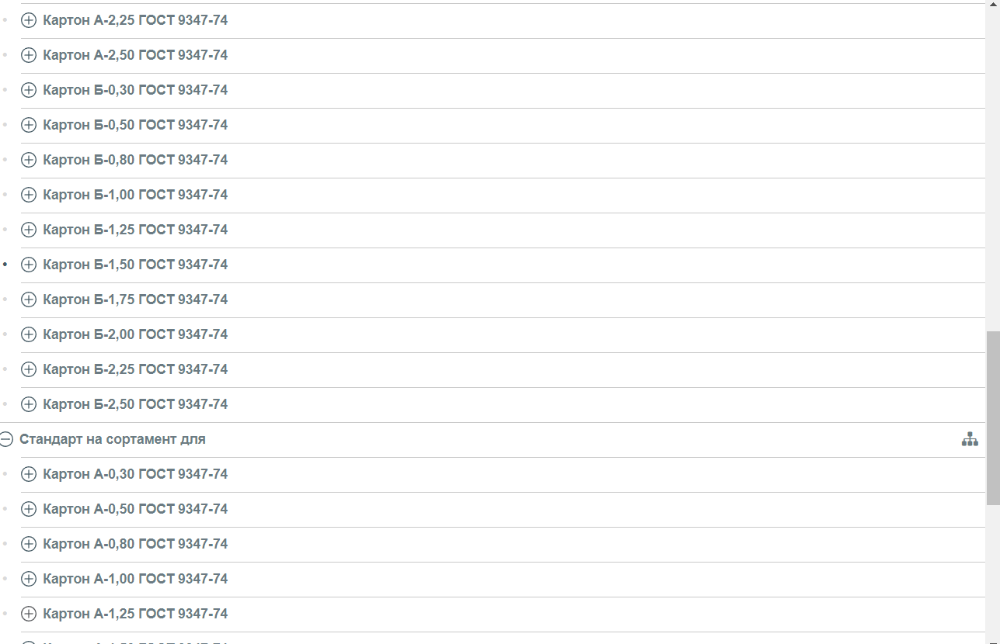 Картон А-2,25 ГОСТ 9347-74
Картон А-2,50 ГОСТ 9347-74
Картон Б-0,30 ГОСТ 9347-74
Картон Б-0,50 ГОСТ 9347-74
Картон Б-0,80 ГОСТ 9347-74
Картон Б-1,00 ГОСТ 9347-74
Картон Б-1,25 ГОСТ 9347-74
Картон Б-1,50 ГОСТ 9347-74
Картон Б-1,75 ГОСТ 9347-74
Картон Б-2,00 ГОСТ 9347-74
Картон Б-2,25 ГОСТ 9347-74
Картон Б-2,50 ГОСТ 9347-74
Стандарт на сортамент для
Картон А-0,30 ГОСТ 9347-74
Картон А-0,50 ГОСТ 9347-74
Картон А-0,80 ГОСТ 9347-74
Картон А-1,00 ГОСТ 9347-74
Картон А-1,25 ГОСТ 9347-74